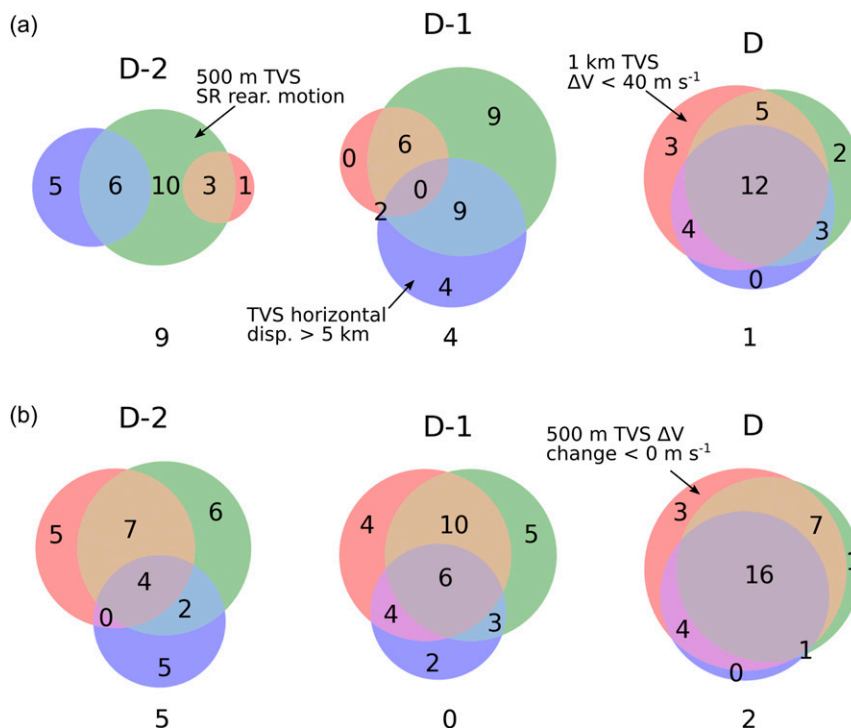 (a)
D-2
D-1
D
500 m TVS
SR rear. motion
1 km TVS
ΔV < 40 m s⁻¹
5
6
10
3
1
0
6
9
0
2
9
4
3
5
2
12
4
3
0
TVS horizontal
disp. > 5 km
9
4
1
(b)
D-2
D-1
D
500 m TVS ΔV
change < 0 m s⁻¹
5
7
6
4
0
2
5
4
10
5
6
4
3
2
3
7
1
16
4
1
0
5
0
2